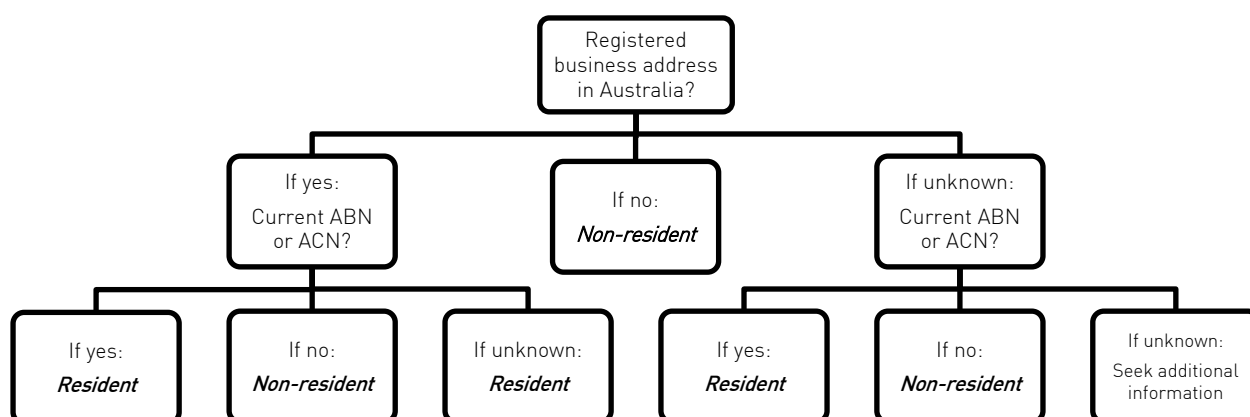 Registered
business address
in Australia?
If yes:
Current ABN
or ACN?
If no:
Non-resident
If unknown:
Current ABN
or ACN?
If yes:
Resident
If no:
Non-resident
If unknown:
Resident
If yes:
Resident
If no:
Non-resident
If unknown:
Seek additional
information